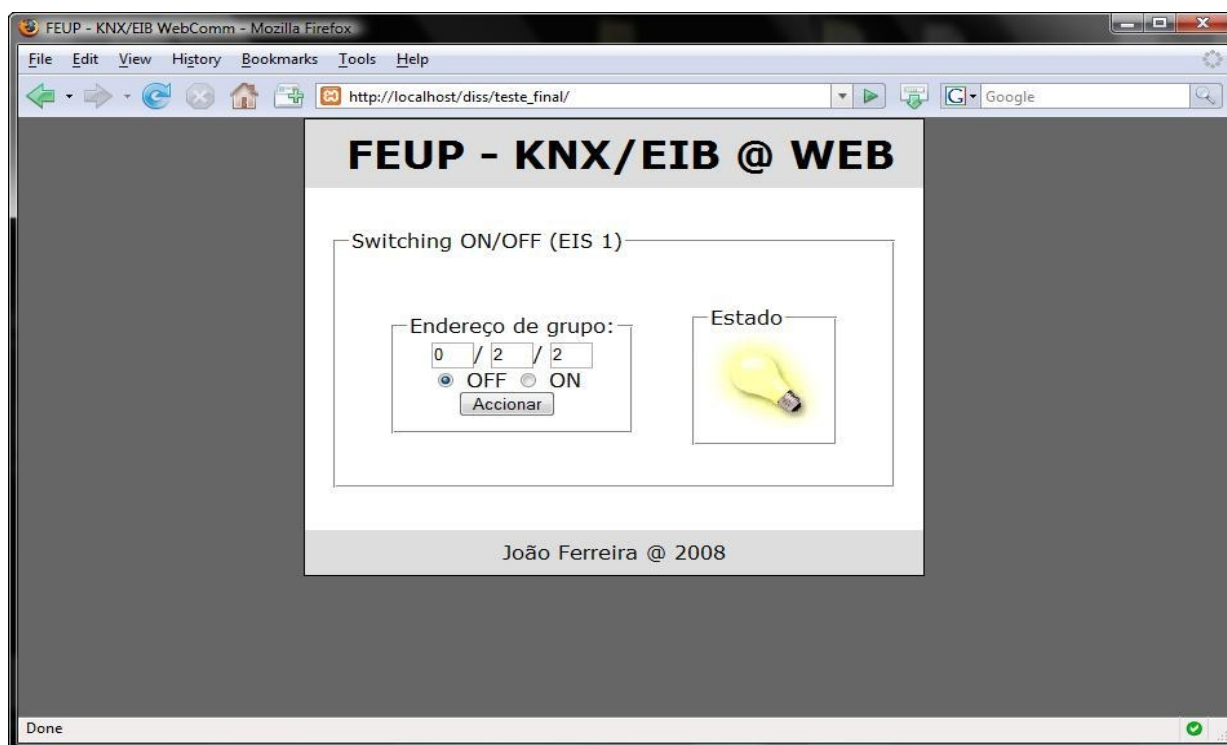 FEUP - KNX/EIB WebComm - Mozilla Firefox
File Edit View History Bookmarks Tools Help
http://localhost/diss/teste_final/
G Google
FEUP - KNX/EIB @ WEB
Switching ON/OFF (EIS 1)
Endereço de grupo:
0 / 2 / 2
OFF ON
Accionar
Estado
João Ferreira @ 2008
Done